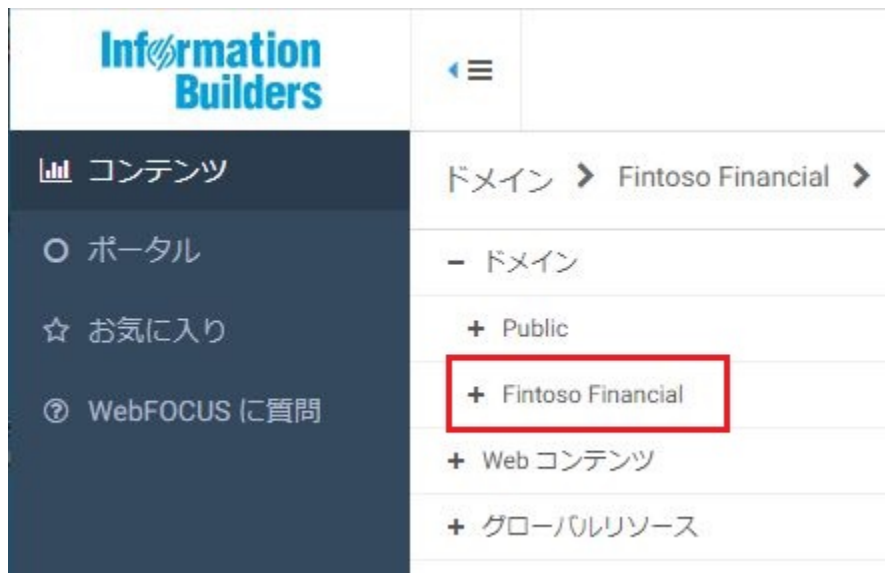 Information
Builders
コンテンツ
ポータル
お気に入り
WebFOCUS に質問
ドメイン > Fintoso Financial >
− ドメイン
+ Public
+ Fintoso Financial
+ Web コンテンツ
+ グローバルリソース